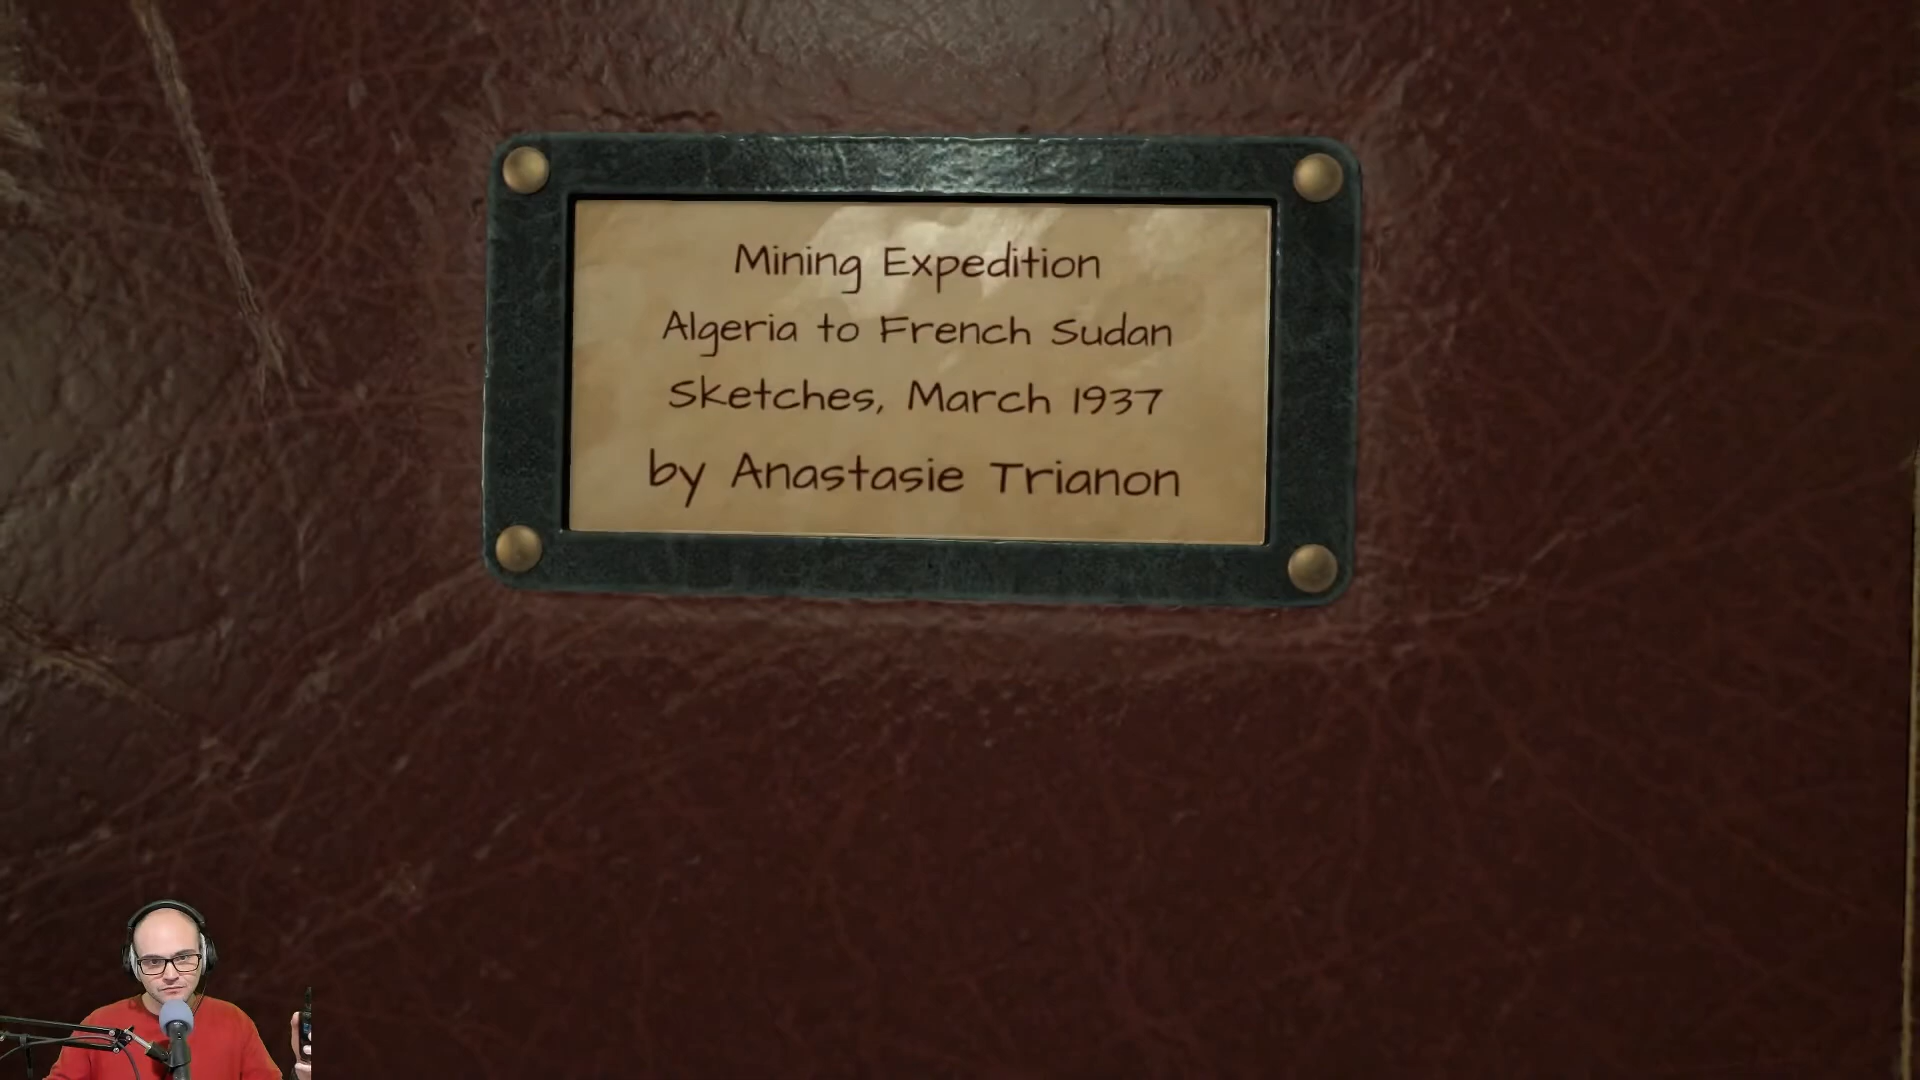 Mining Expedition
Algeria to French Sudan
Sketches, March 1937
by Anastasie Trianon